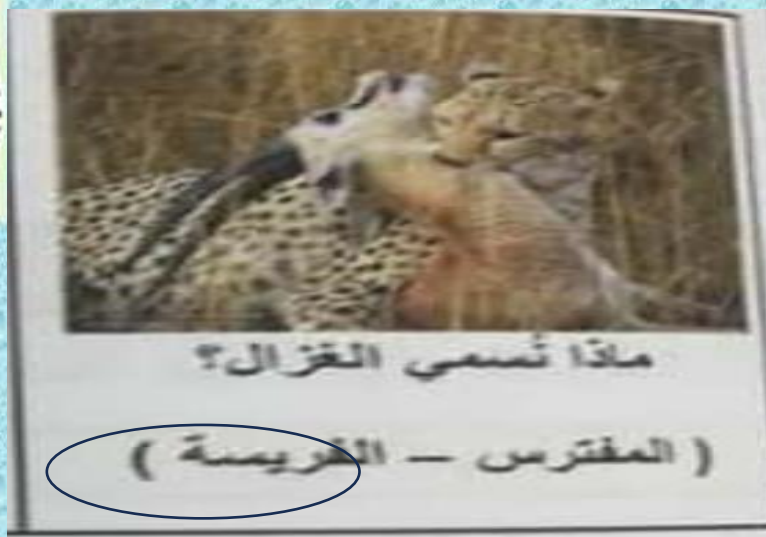 ماذا نُسمي الغزال؟
( المفترس – الفريسة )